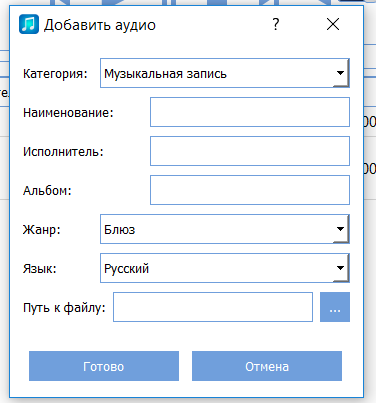 Добавить аудио ?
Категория: Музыкальная запись
Наименование:
Исполнитель:
Альбом:
Жанр: Блюз
Язык: Русский
Путь к файлу: ...
Готово Отмена